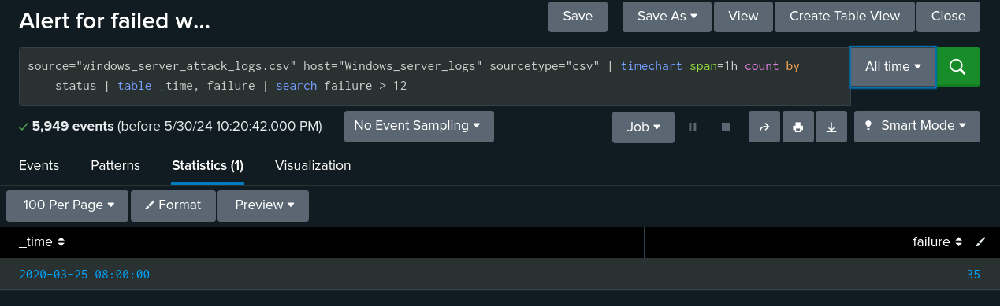 Alert for failed w...
Save
Save As
View
Create Table View
Close
source="windows_server_attack_logs.csv" host="Windows_server_logs" sourcetype="csv" | timechart span=1h count by
status | table _time, failure | search failure > 12
All time
5,949 events (before 5/30/24 10:20:42.000 PM)
No Event Sampling
Job
Smart Mode
Events
Patterns
Statistics (1)
Visualization
100 Per Page
Format
Preview
_time
failure
2020-03-25 08:00:00
35